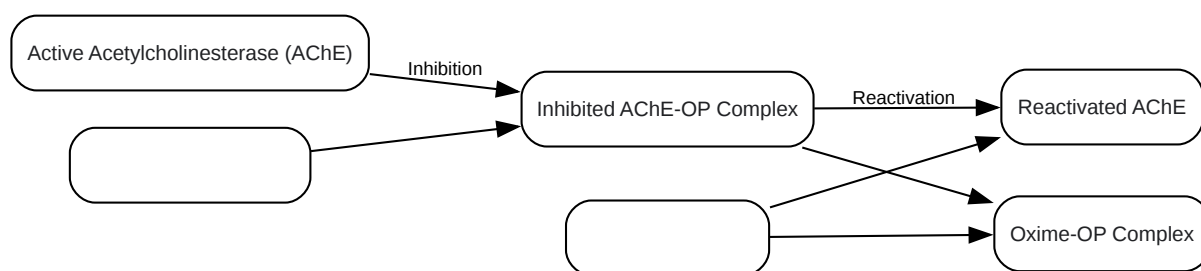 Active Acetylcholinesterase (AChE)
Inhibition
Inhibited AChE-OP Complex
Reactivation
Reactivated AChE
Oxime-OP Complex